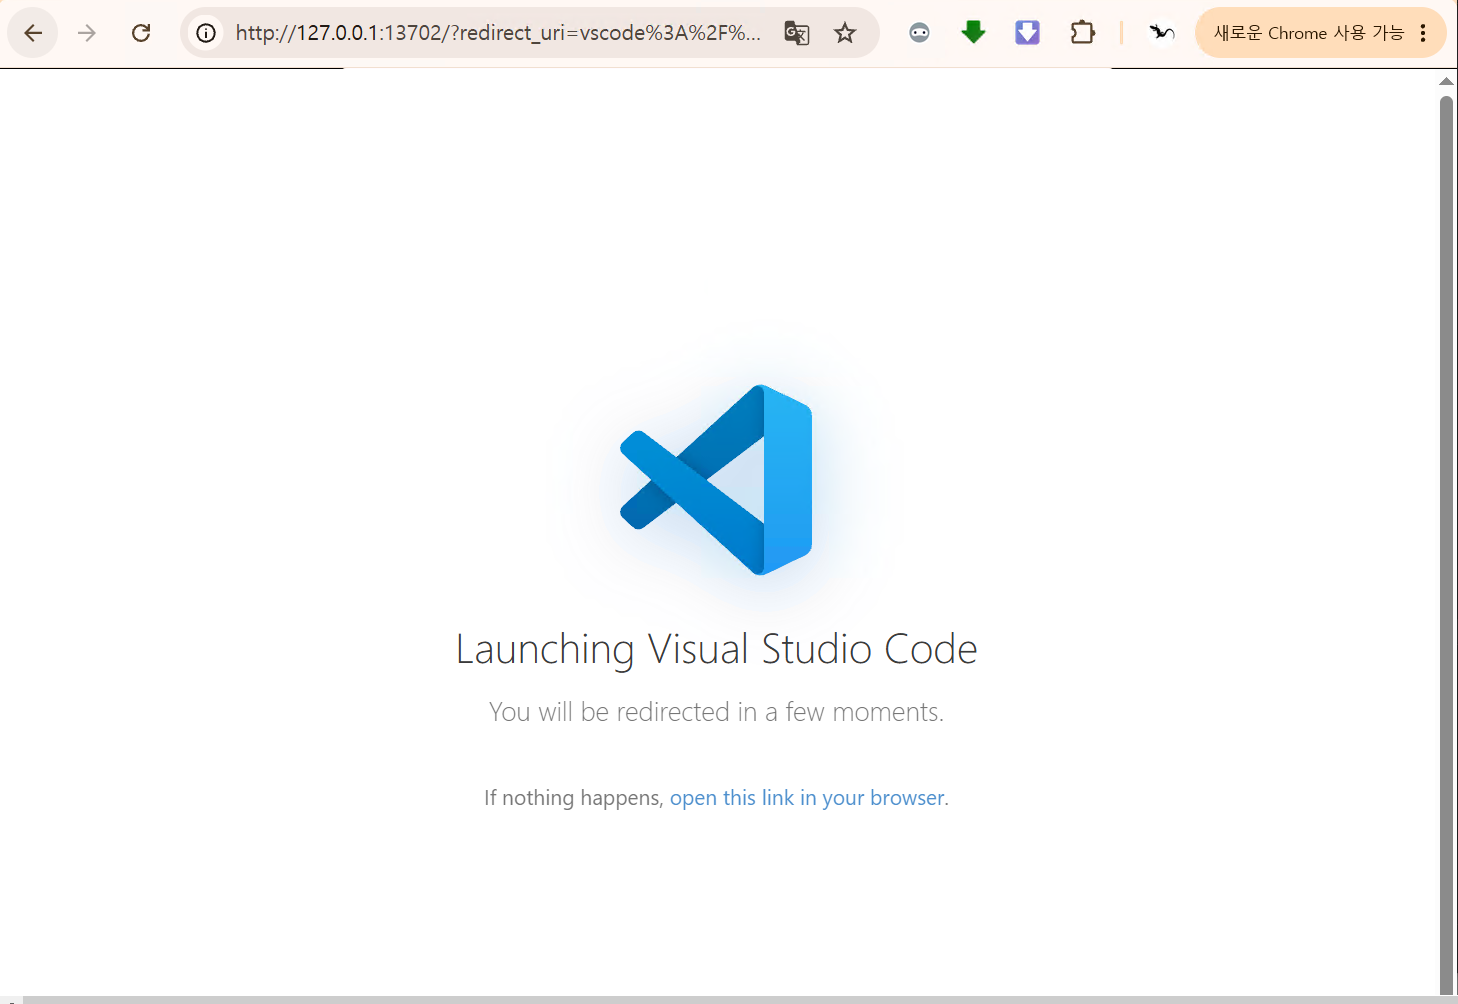 http://127.0.0.1:13702/?redirect_uri=vscode%3A%2F%...
새로운 Chrome 사용 가능
Launching Visual Studio Code
You will be redirected in a few moments.
If nothing happens, open this link in your browser.